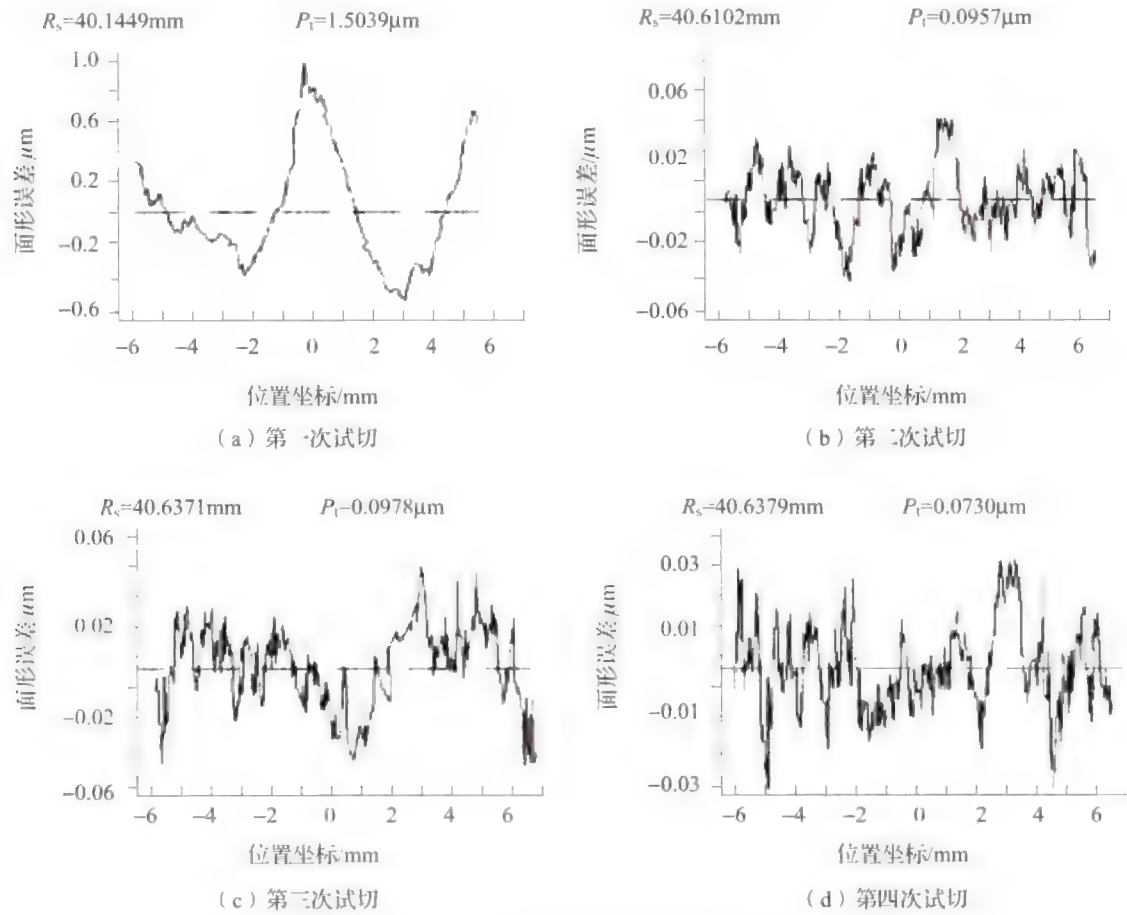 Rs=40.1449mm Pt=1.5039μm
1.0
0.6
0.2
−0.2
−0.6
面形误差/μm
−6 −4 −2 0 2 4 6
位置坐标/mm
（a）第一次试切
Rs=40.6102mm Pt=0.0957μm
0.06
0.02
−0.02
−0.06
面形误差/μm
−6 −4 −2 0 2 4 6
位置坐标/mm
（b）第二次试切
Rs=40.6371mm Pt=0.0978μm
0.06
0.02
−0.02
−0.06
面形误差/μm
−6 −4 −2 0 2 4 6
位置坐标/mm
（c）第三次试切
Rs=40.6379mm Pt=0.0730μm
0.03
0.01
−0.01
−0.03
面形误差/μm
−6 −4 −2 0 2 4 6
位置坐标/mm
（d）第四次试切